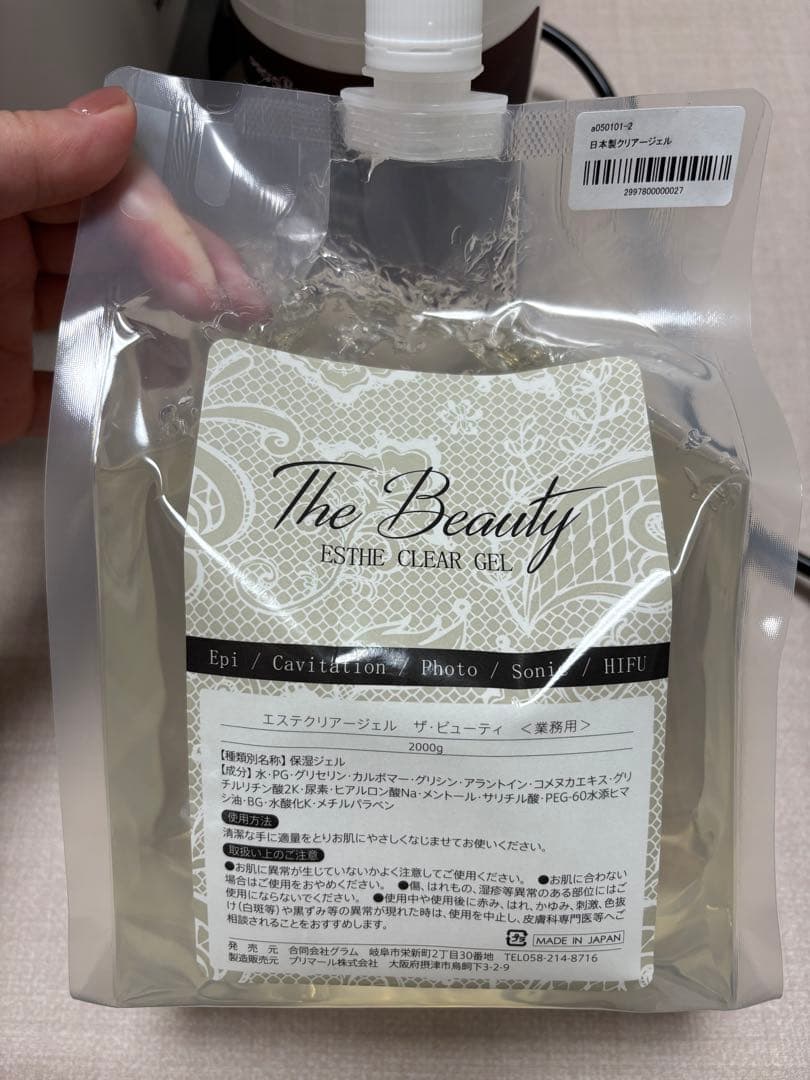 a050101-2
日本製クリアージェル
2997800000027
The Beauty
ESTHE CLEAR GEL
Epi / Cavitation / Photo / Sonic / HIFU
エステクリアージェル ザ・ビューティ <業務用>
2000g
【種類別名称】保湿ジェル
【成分】水・PG・グリセリン・カルボマー・グリシン・アラントイン・コメヌカエキス・グリ
チルリチン酸2K・尿素・ヒアルロン酸Na・メントール・サリチル酸・PEG-60水添ヒマ
シ油・BG・水酸化K・メチルパラベン
使用方法
清潔な手に適量をとりお肌にやさしくなじませてお使いください。
取扱い上のご注意
●お肌に異常が生じていないかよく注意してご使用ください。 ●お肌に合わない
場合はご使用をおやめください。 ●傷、はれもの、湿疹等異常のある部位にはご
使用にならないでください。 ●使用中や使用後に赤み、はれ、かゆみ、刺激、色抜
け(白斑等)や黒ずみ等の異常が現れた時は、使用を中止し、皮膚科専門医等へご
相談されることをおすすめします。
プラ MADE IN JAPAN
発売元 合同会社グラム 岐阜市栄新町2丁目30番地 TEL058-214-8716
製造販売元 プリマール株式会社 大阪府摂津市鳥飼下3-2-9